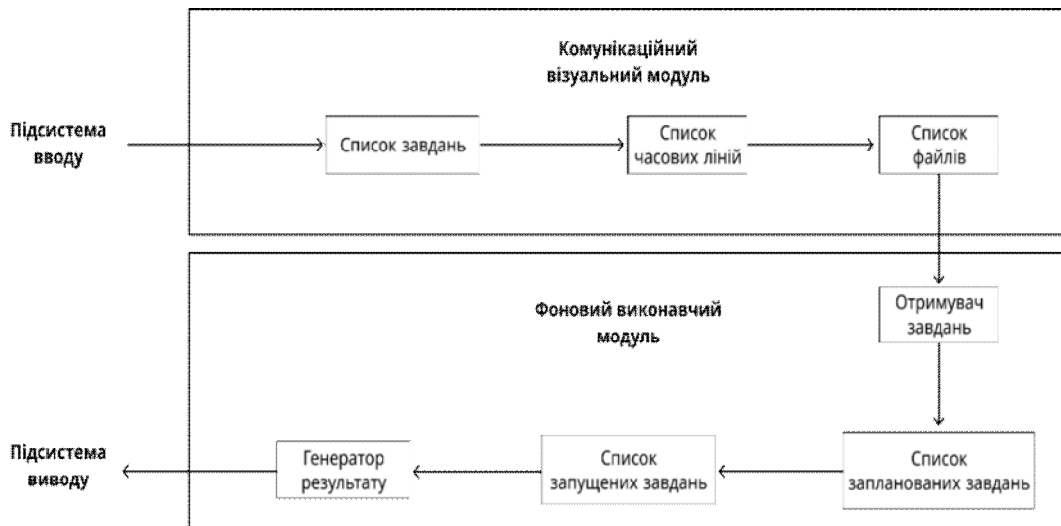 Комунікаційний
візуальний модуль
Підсистема
вводу
Список завдань
Список
часових ліній
Список
файлів
Фоновий виконавчий
модуль
Отримувач
завдань
Підсистема
виводу
Генератор
результату
Список
запущених завдань
Список
запланованих завдань